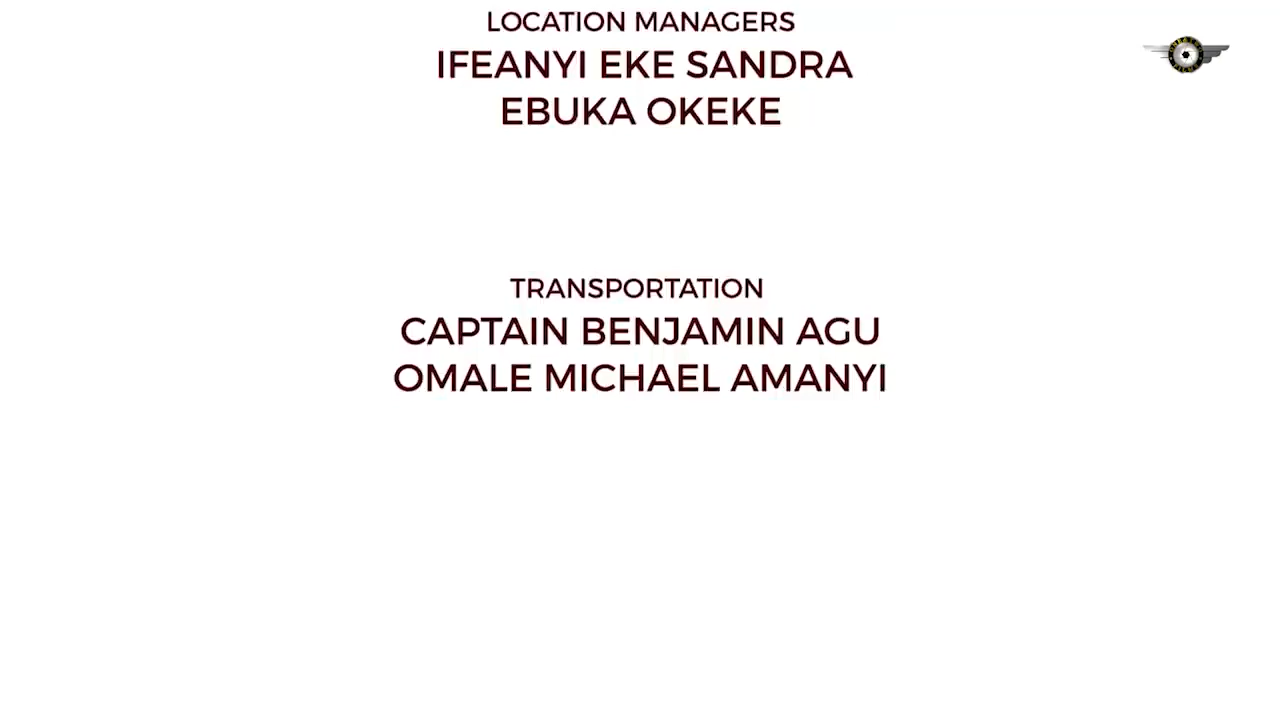 LOCATION MANAGERS
IFEANYI EKE SANDRA
EBUKA OKEKE
TRANSPORTATION
CAPTAIN BENJAMIN AGU
OMALE MICHAEL AMANYI